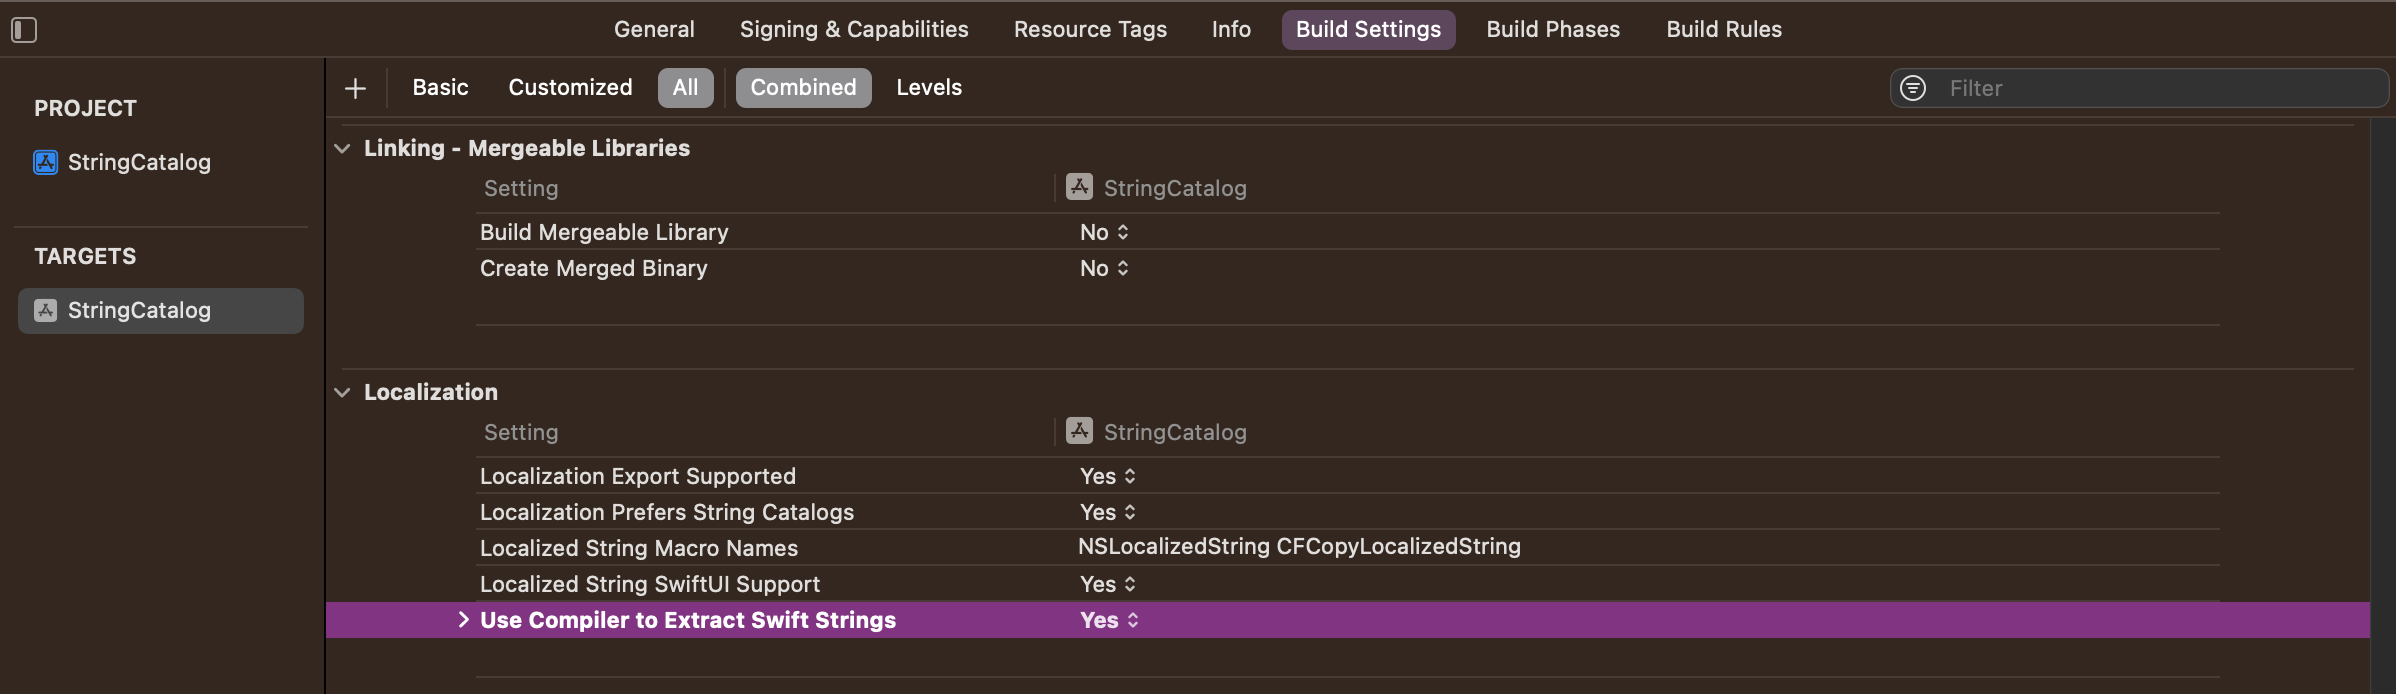 General Signing & Capabilities Resource Tags Info Build Settings Build Phases Build Rules
PROJECT
StringCatalog
TARGETS
StringCatalog
Basic Customized All Combined Levels Filter
Linking - Mergeable Libraries
Setting StringCatalog
Build Mergeable Library No
Create Merged Binary No
Localization
Setting StringCatalog
Localization Export Supported Yes
Localization Prefers String Catalogs Yes
Localized String Macro Names NSLocalizedString CFCopyLocalizedString
Localized String SwiftUI Support Yes
Use Compiler to Extract Swift Strings Yes